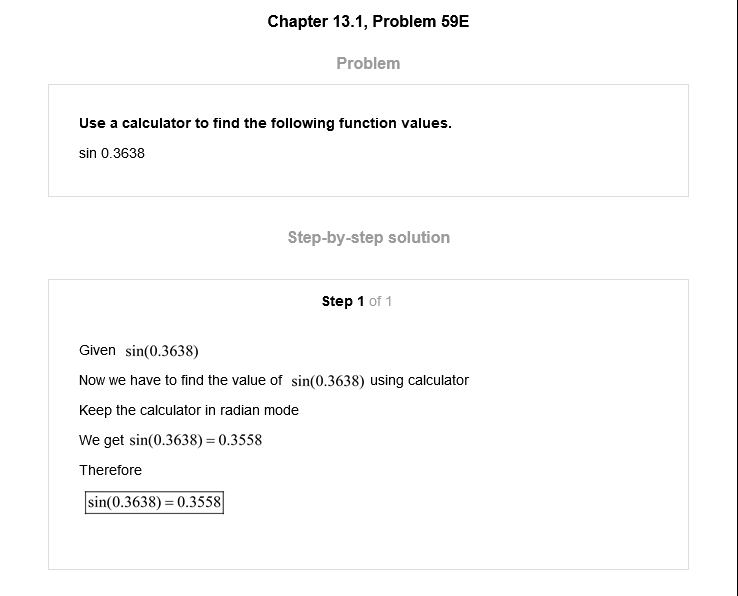 Chapter 13.1, Problem 59E
Problem
Use a calculator to find the following function values.
sin 0.3638
Step-by-step solution
Step 1 of 1
Given sin(0.3638)
Now we have to find the value of sin(0.3638) using calculator
Keep the calculator in radian mode
We get sin(0.3638) = 0.3558
Therefore
sin(0.3638) = 0.3558